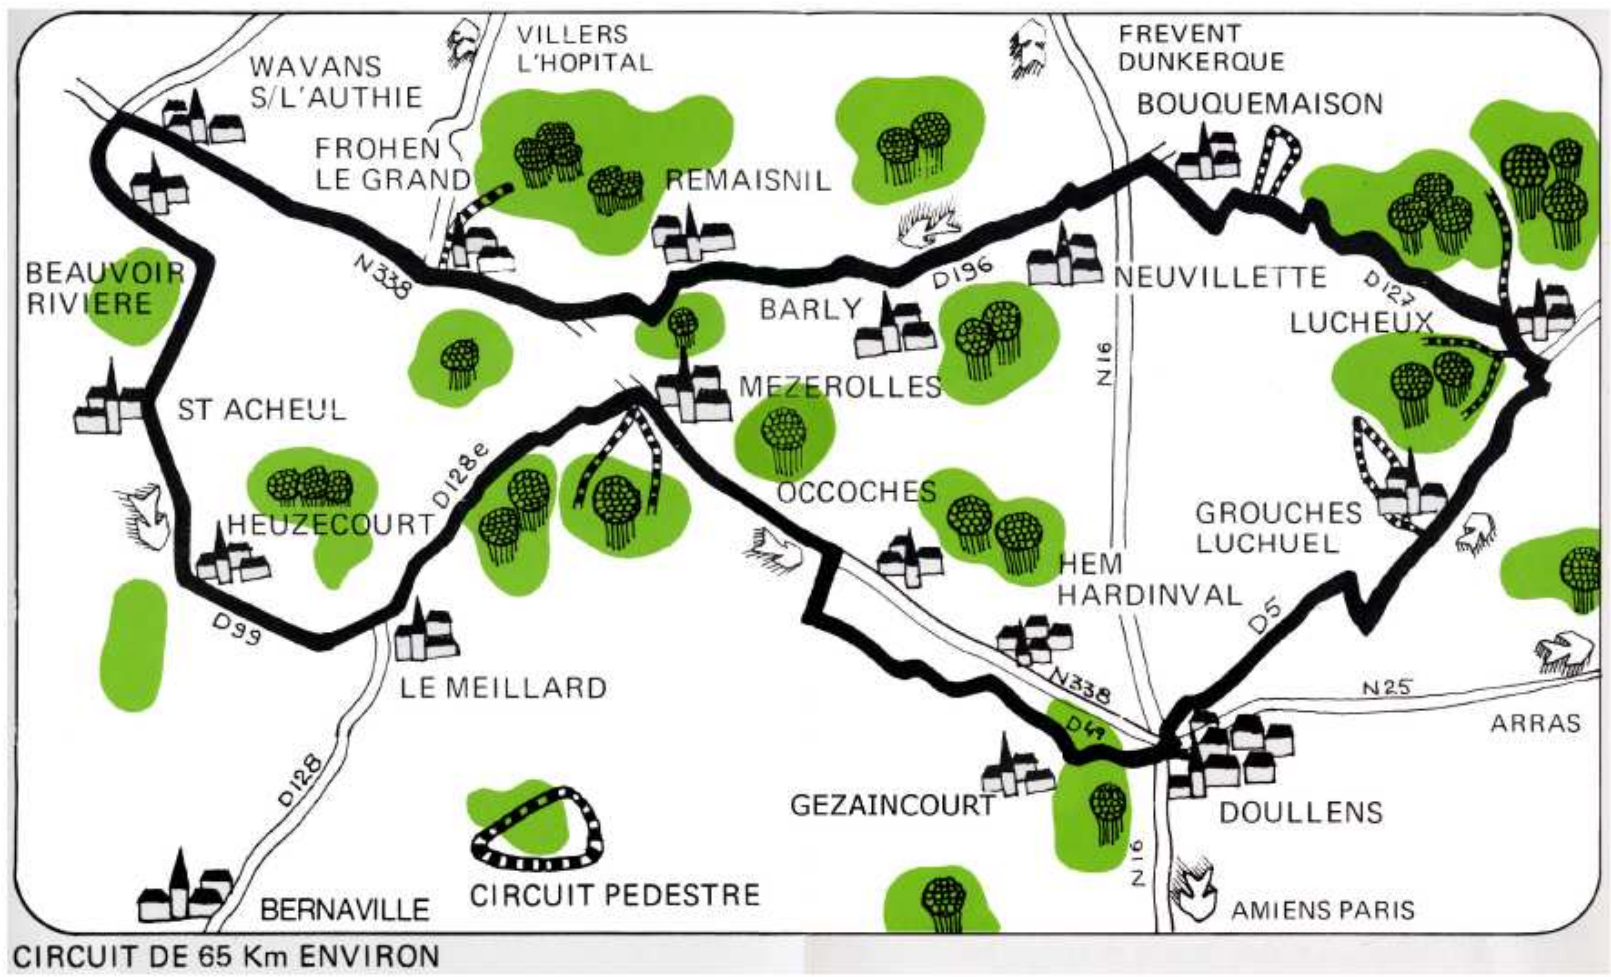 VILLERS
L'HOPITAL
FREVENT
DUNKERQUE
WAVANS
S/L'AUTHIE
BOUQUEMAISON
FROHEN
LE GRAND
REMAISNIL
BEAUVOIR
RIVIERE
N338
D196
NEUVILLETTE
D127
BARLY
LUCHEUX
N16
MEZEROLLES
ST ACHEUL
D128e
OCCOCHES
HEUZECOURT
GROUCHES
LUCHUEL
HEM
HARDINVAL
D99
D5
LE MEILLARD
N338
N25
D49
ARRAS
D128
GEZAINCOURT
DOULLENS
N16
CIRCUIT PEDESTRE
BERNAVILLE
AMIENS PARIS
CIRCUIT DE 65 Km ENVIRON